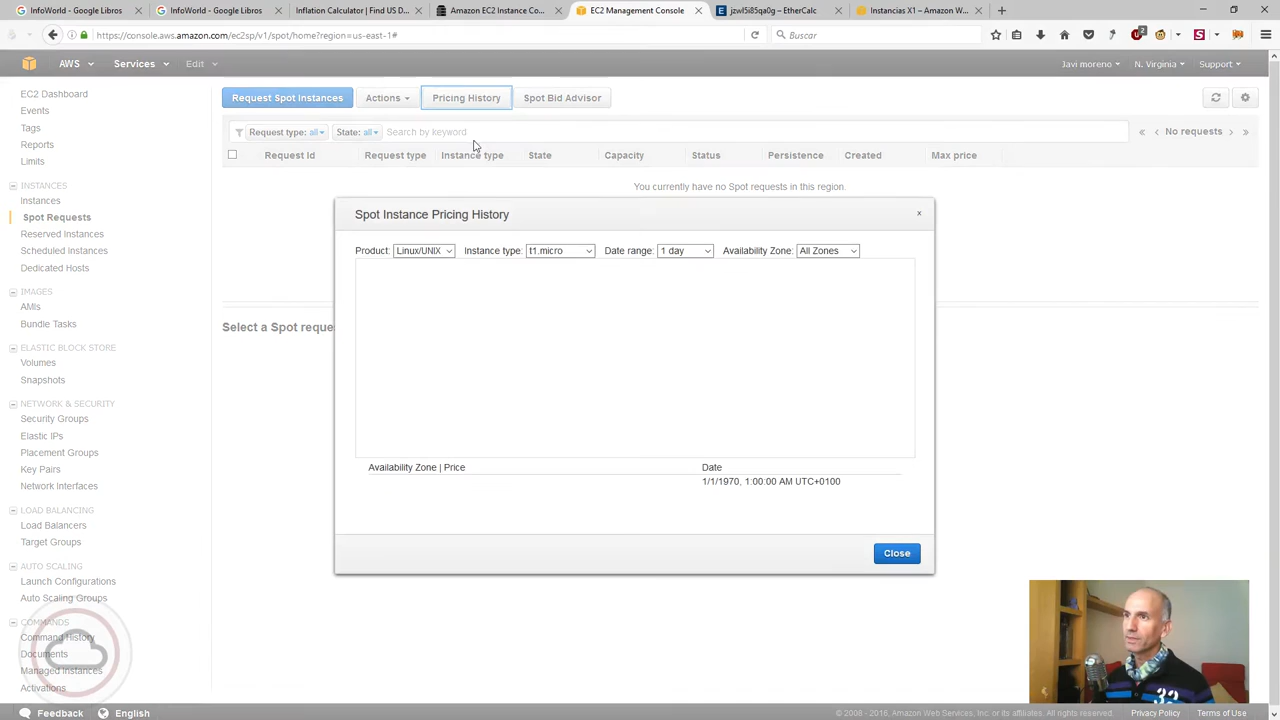 InfoWorld - Google Libros
InfoWorld - Google Libros
Inflation Calculator | Find US D...
Amazon EC2 Instance Co...
EC2 Management Console
jzwl5i85qa0g – EtherCalc
Instancias X1 – Amazon W...
https://console.aws.amazon.com/ec2sp/v1/spot/home?region=us-east-1#
Buscar
AWS
Services
Edit
Javi moreno
N. Virginia
Support
EC2 Dashboard
Events
Tags
Reports
Limits
INSTANCES
Instances
Spot Requests
Reserved Instances
Scheduled Instances
Dedicated Hosts
IMAGES
AMIs
Bundle Tasks
ELASTIC BLOCK STORE
Volumes
Snapshots
NETWORK & SECURITY
Security Groups
Elastic IPs
Placement Groups
Key Pairs
Network Interfaces
LOAD BALANCING
Load Balancers
Target Groups
AUTO SCALING
Launch Configurations
Auto Scaling Groups
COMMANDS
Command History
Documents
Managed Instances
Activations
Request Spot Instances
Actions
Pricing History
Spot Bid Advisor
Request type: all
State: all
Search by keyword
No requests
Request Id
Request type
Instance type
State
Capacity
Status
Persistence
Created
Max price
You currently have no Spot requests in this region.
Select a Spot reque
Spot Instance Pricing History
×
Product: Linux/UNIX
Instance type: t1.micro
Date range: 1 day
Availability Zone: All Zones
Availability Zone | Price
Date
1/1/1970, 1:00:00 AM UTC+0100
Close
Feedback
English
© 2008 - 2016, Amazon Web Services, Inc. or its affiliates. All rights reserved.
Privacy Policy
Terms of Use